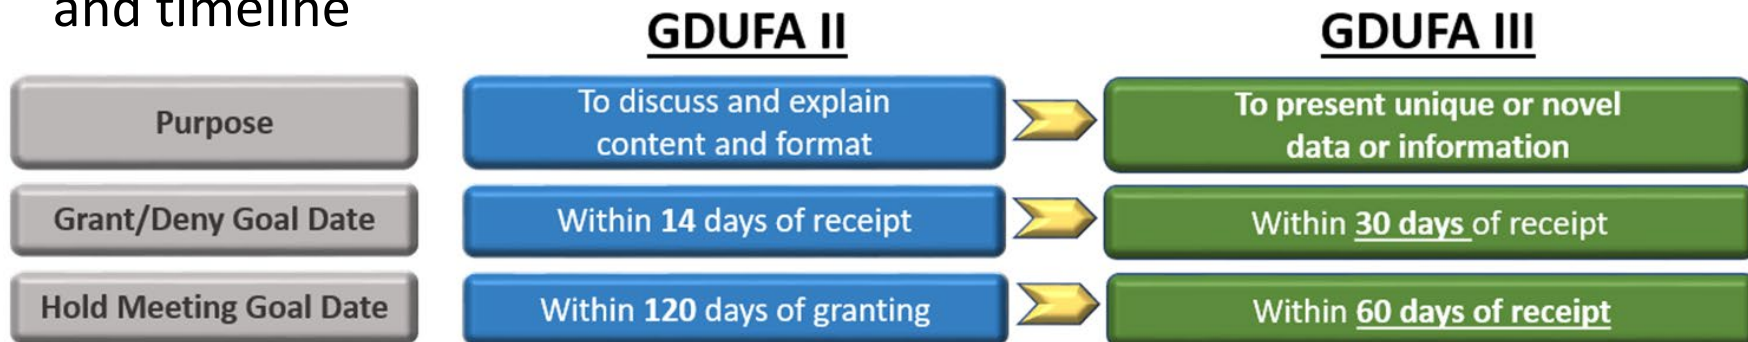 and timeline
GDUFA II
GDUFA III
Purpose
To discuss and explain
content and format
To present unique or novel
data or information
Grant/Deny Goal Date
Within 14 days of receipt
Within 30 days of receipt
Hold Meeting Goal Date
Within 120 days of granting
Within 60 days of receipt